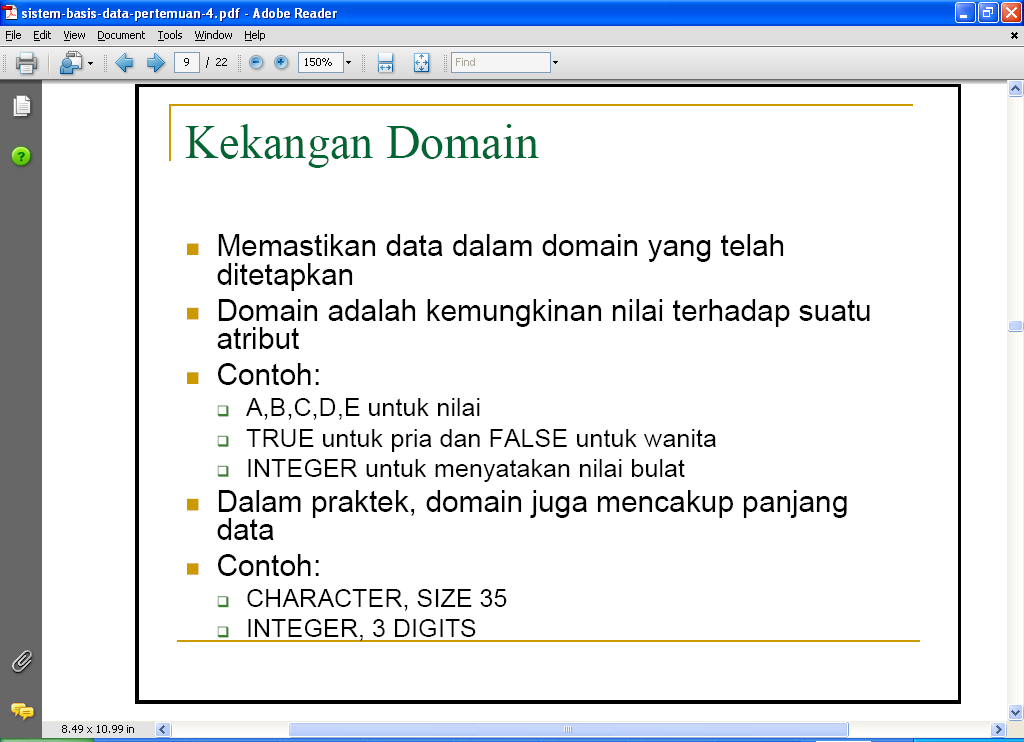 sistem-basis-data-pertemuan-4.pdf - Adobe Reader
File Edit View Document Tools Window Help
9 / 22 150% Find
Kekangan Domain
Memastikan data dalam domain yang telah
ditetapkan
Domain adalah kemungkinan nilai terhadap suatu
atribut
Contoh:
A,B,C,D,E untuk nilai
TRUE untuk pria dan FALSE untuk wanita
INTEGER untuk menyatakan nilai bulat
Dalam praktek, domain juga mencakup panjang
data
Contoh:
CHARACTER, SIZE 35
INTEGER, 3 DIGITS
8.49 x 10.99 in